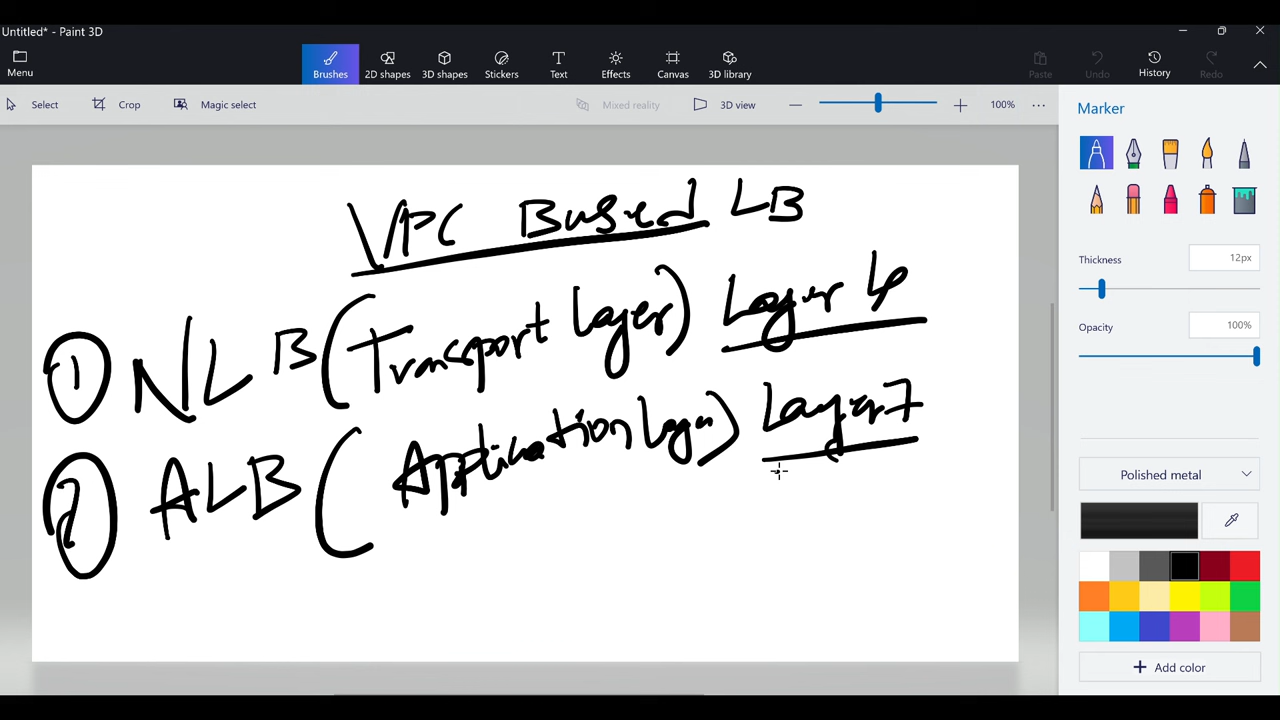 Untitled* - Paint 3D
Menu
Brushes
2D shapes
3D shapes
Stickers
Text
Effects
Canvas
3D library
Paste
Undo
History
Redo
Select
Crop
Magic select
Mixed reality
3D view
100%
Marker
Thickness
12px
Opacity
100%
Polished metal
Add color
VPC Based LB
① NLB (Transport Layer) Layer 4
② ALB (Application Layer) Layer 7